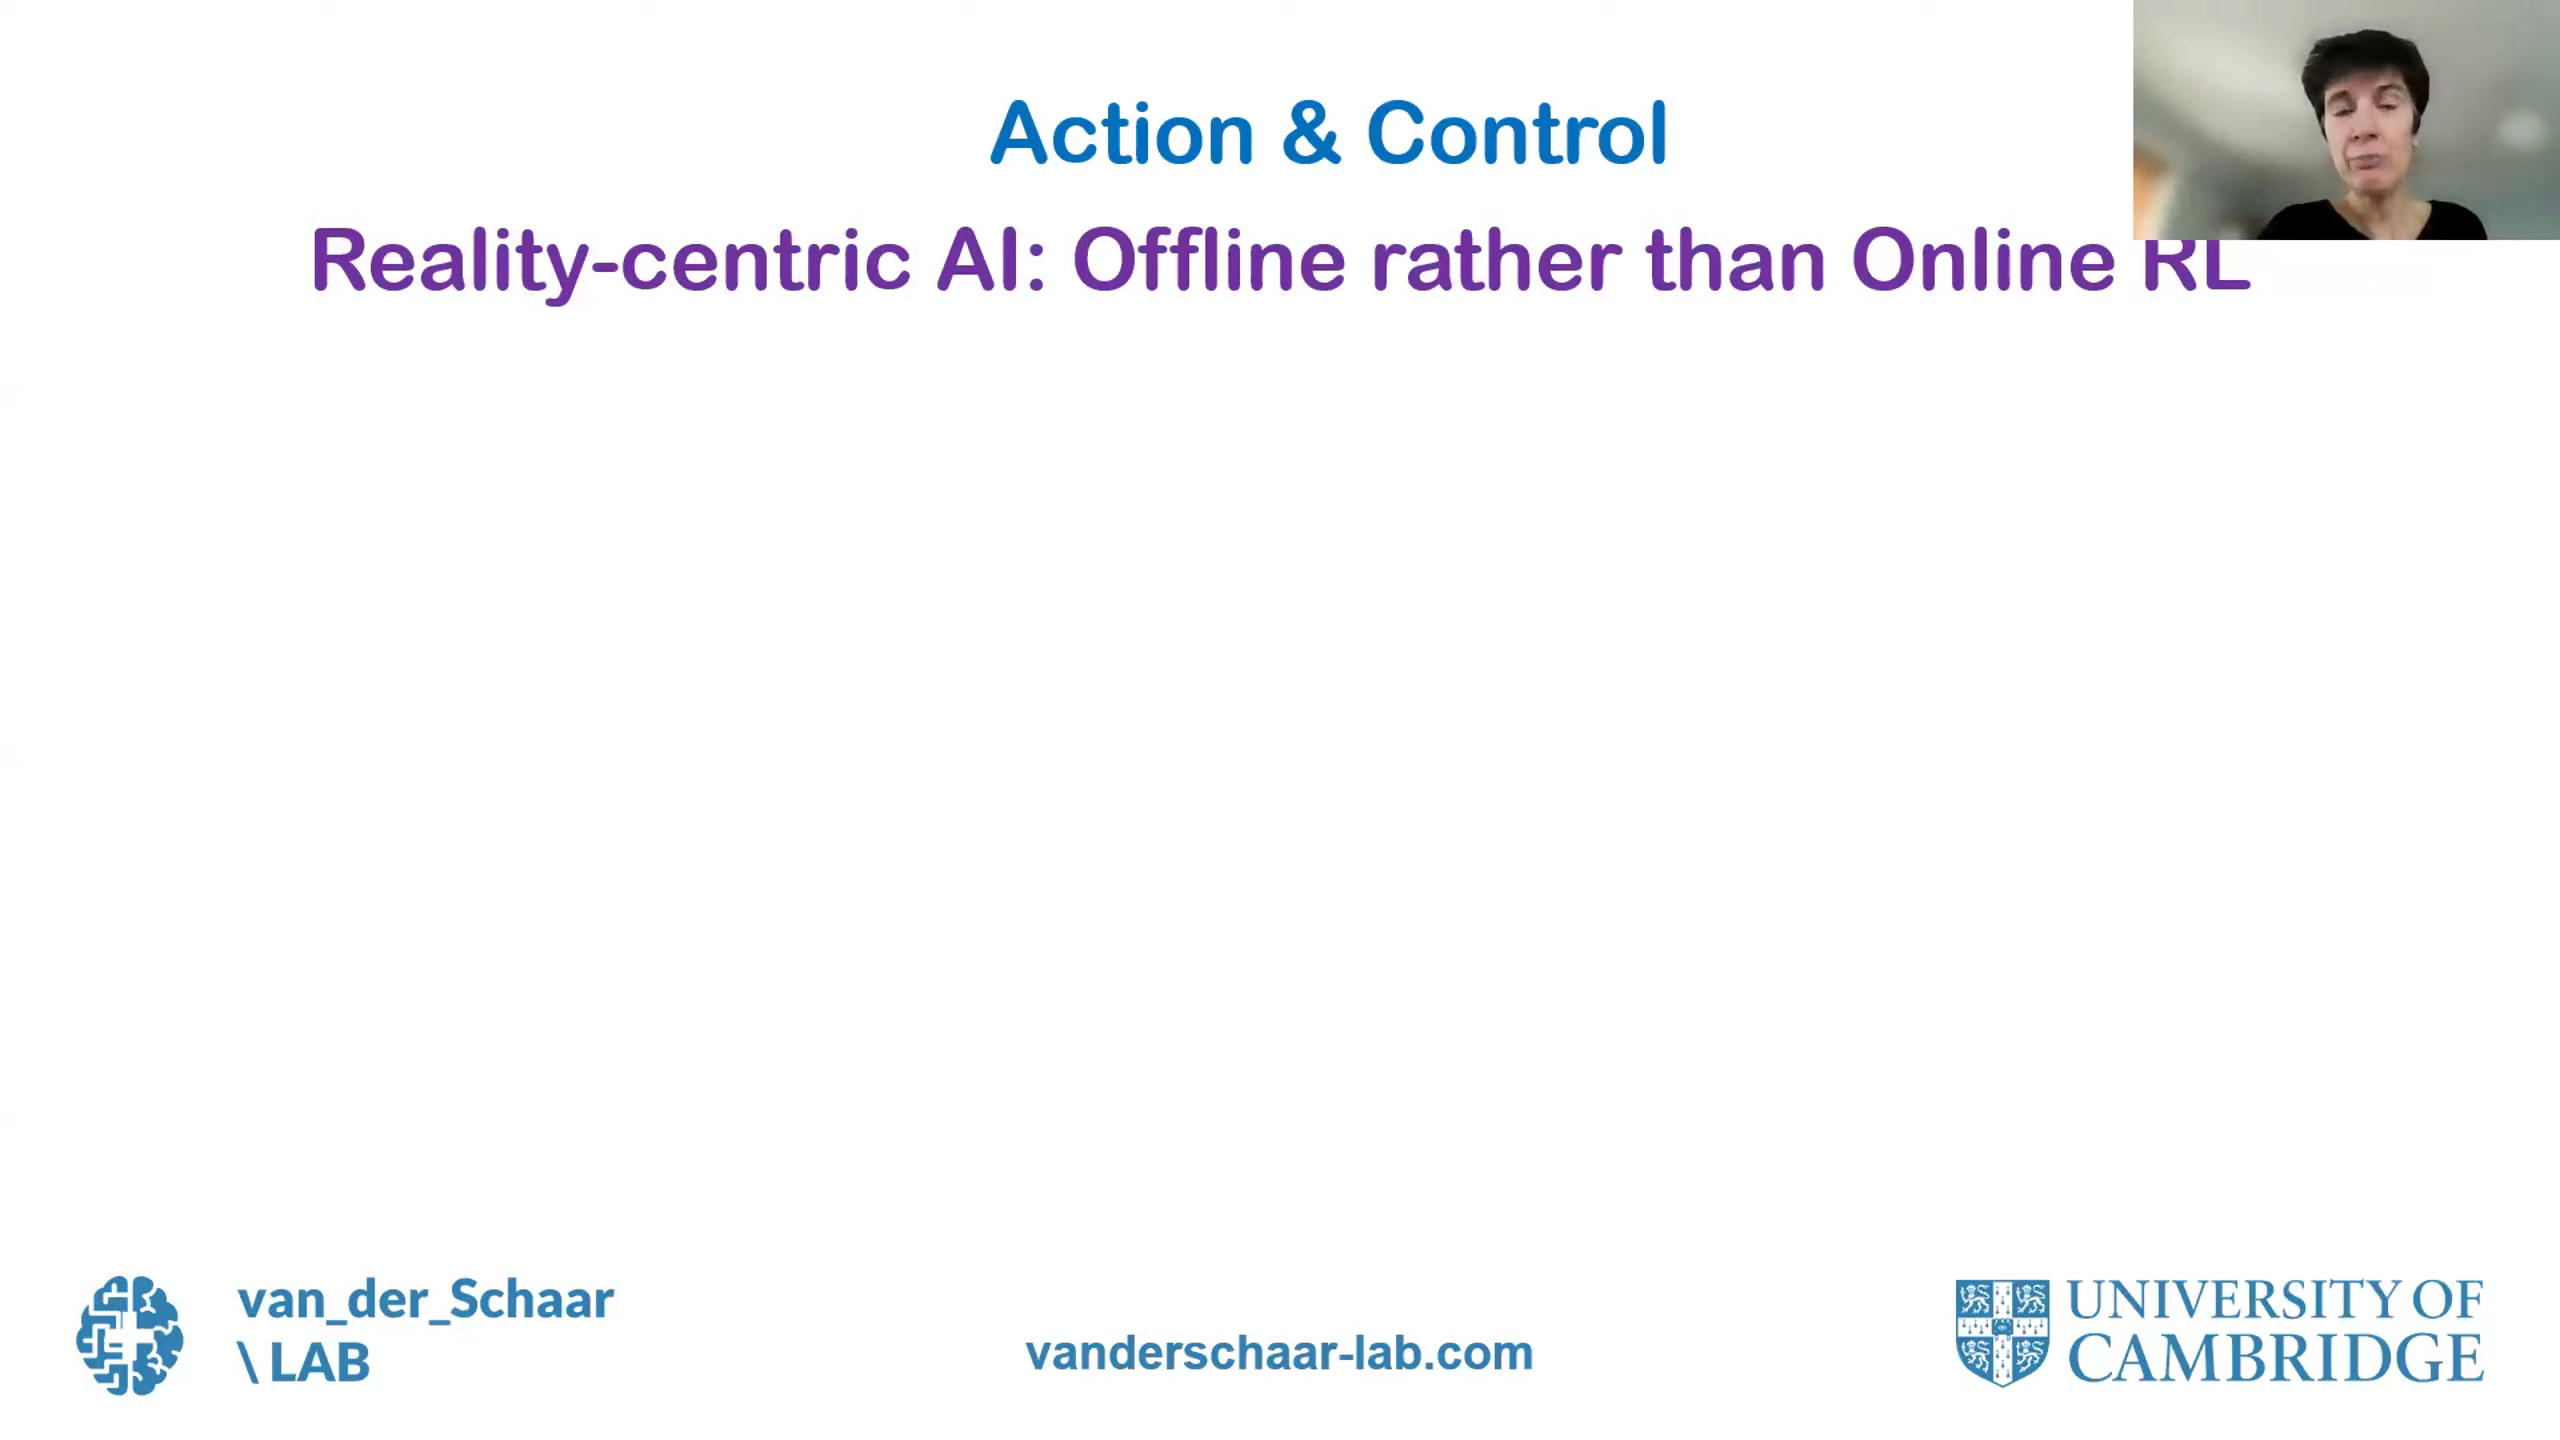 Action & Control
Reality-centric AI: Offline rather than Online RL
van_der_Schaar
\ LAB
vanderschaar-lab.com
UNIVERSITY OF
CAMBRIDGE